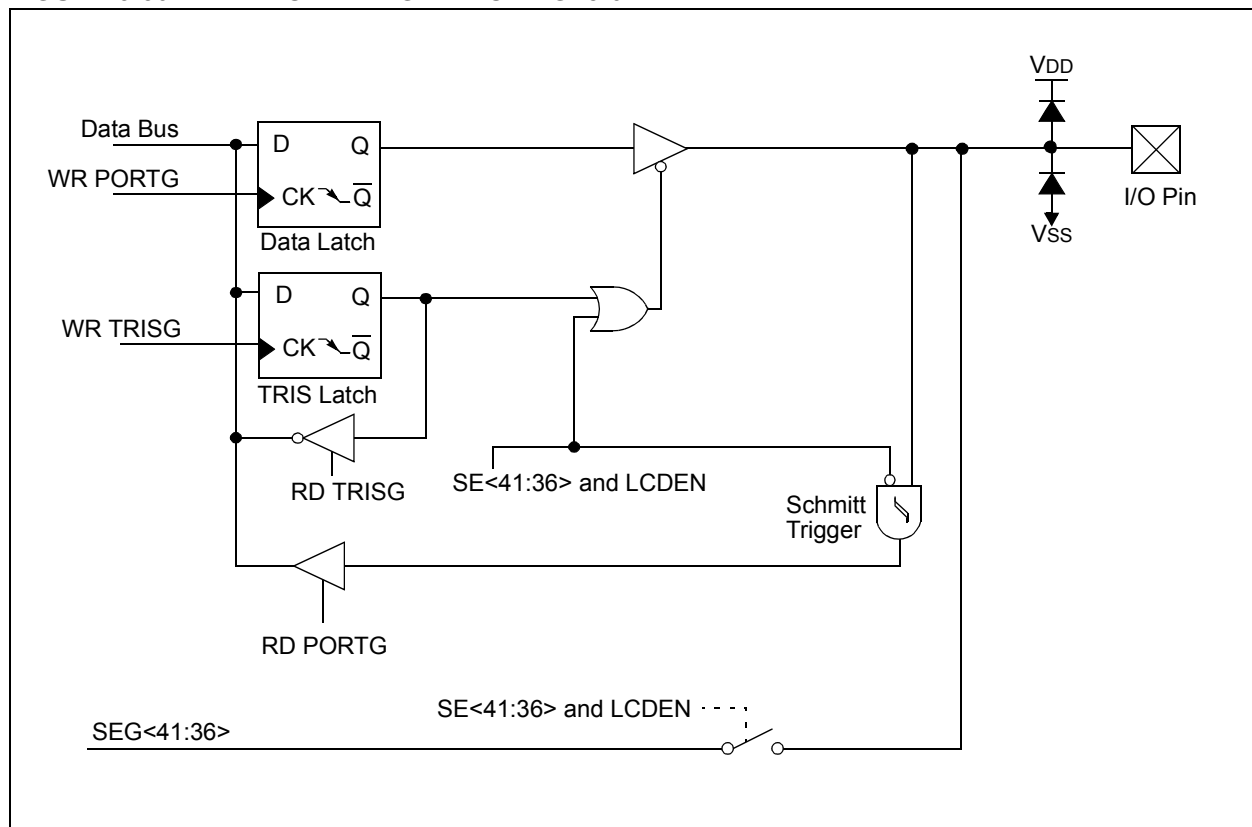 VDD
Data Bus
D
Q
WR PORTG
CK
Q
I/O Pin
Data Latch
VSS
D
Q
WR TRISG
CK
Q
TRIS Latch
RD TRISG
SE<41:36> and LCDEN
Schmitt
Trigger
RD PORTG
SE<41:36> and LCDEN
SEG<41:36>